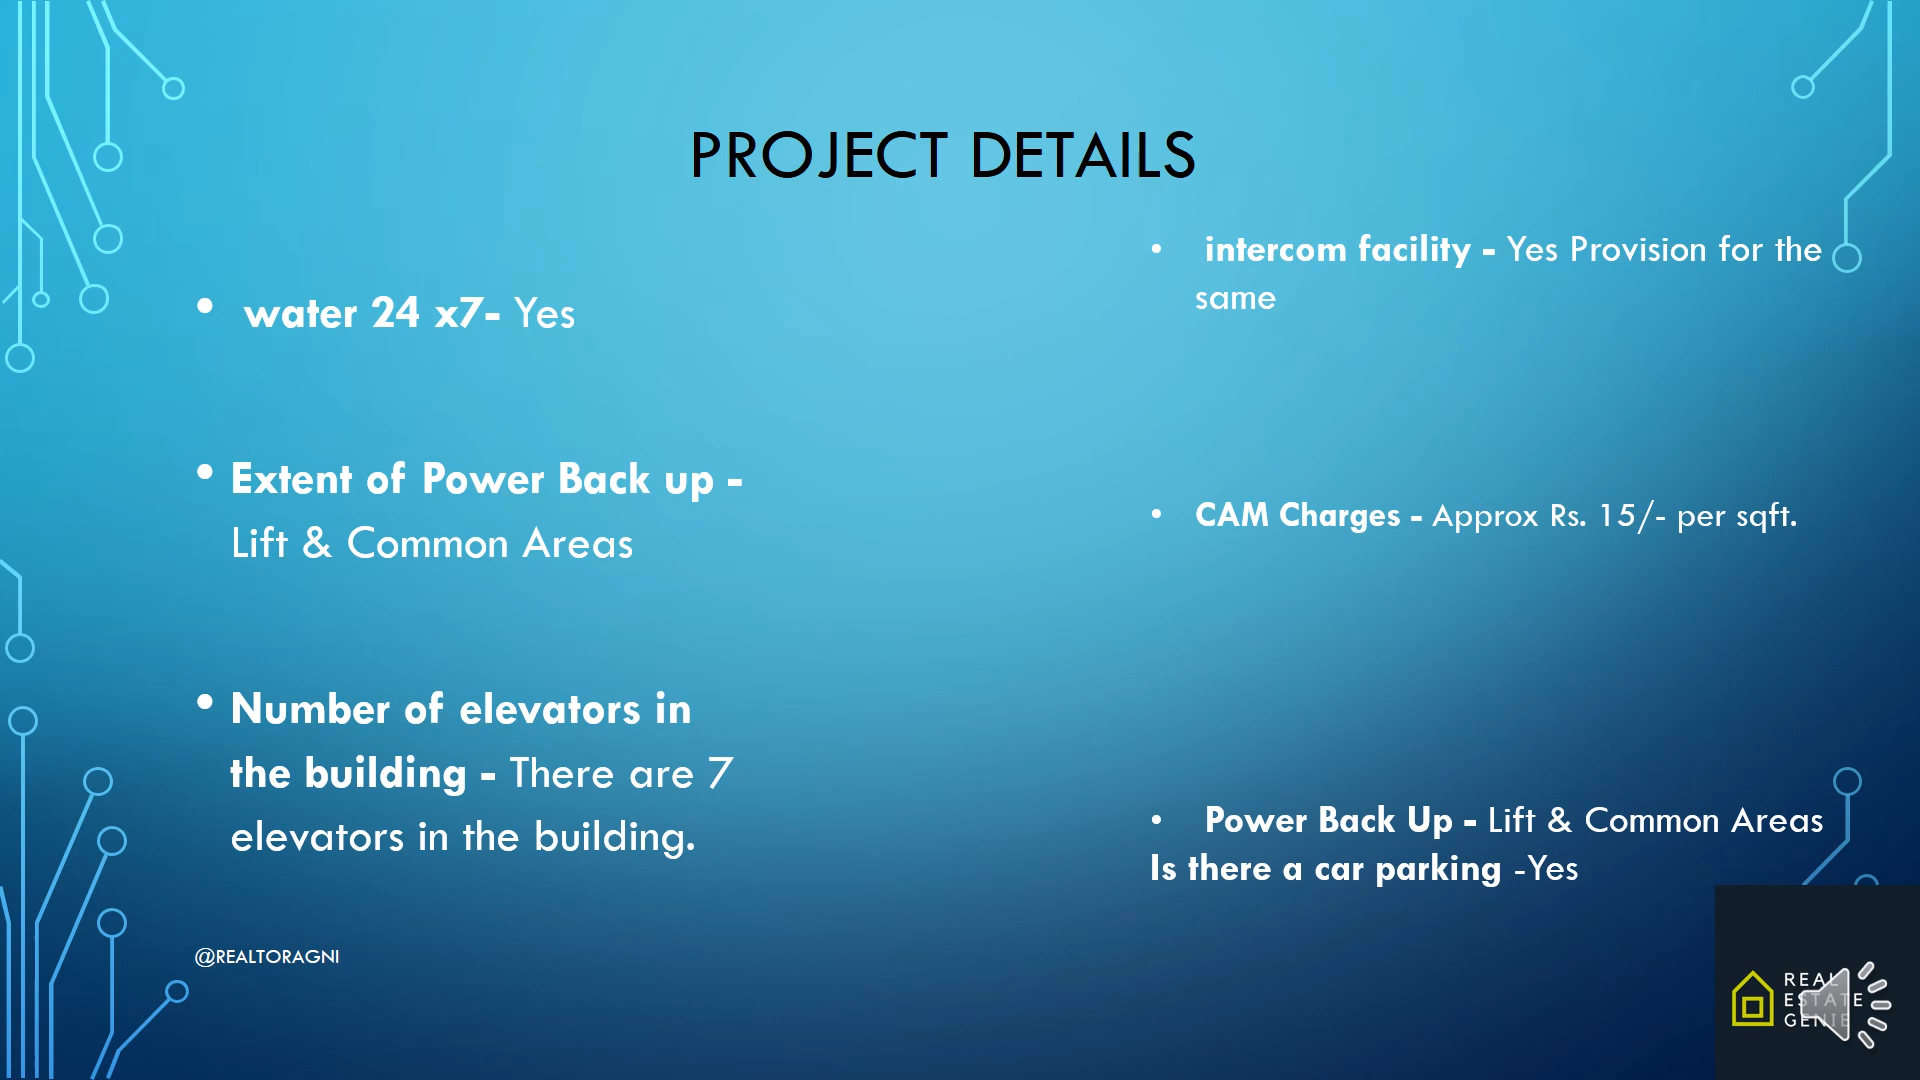 PROJECT DETAILS
• water 24 x7- Yes
• Extent of Power Back up -
Lift & Common Areas
• Number of elevators in
the building - There are 7
elevators in the building.
• intercom facility - Yes Provision for the
same
• CAM Charges - Approx Rs. 15/- per sqft.
• Power Back Up - Lift & Common Areas
Is there a car parking -Yes
@REALTORAGNI
REAL
ESTATE
GENIE